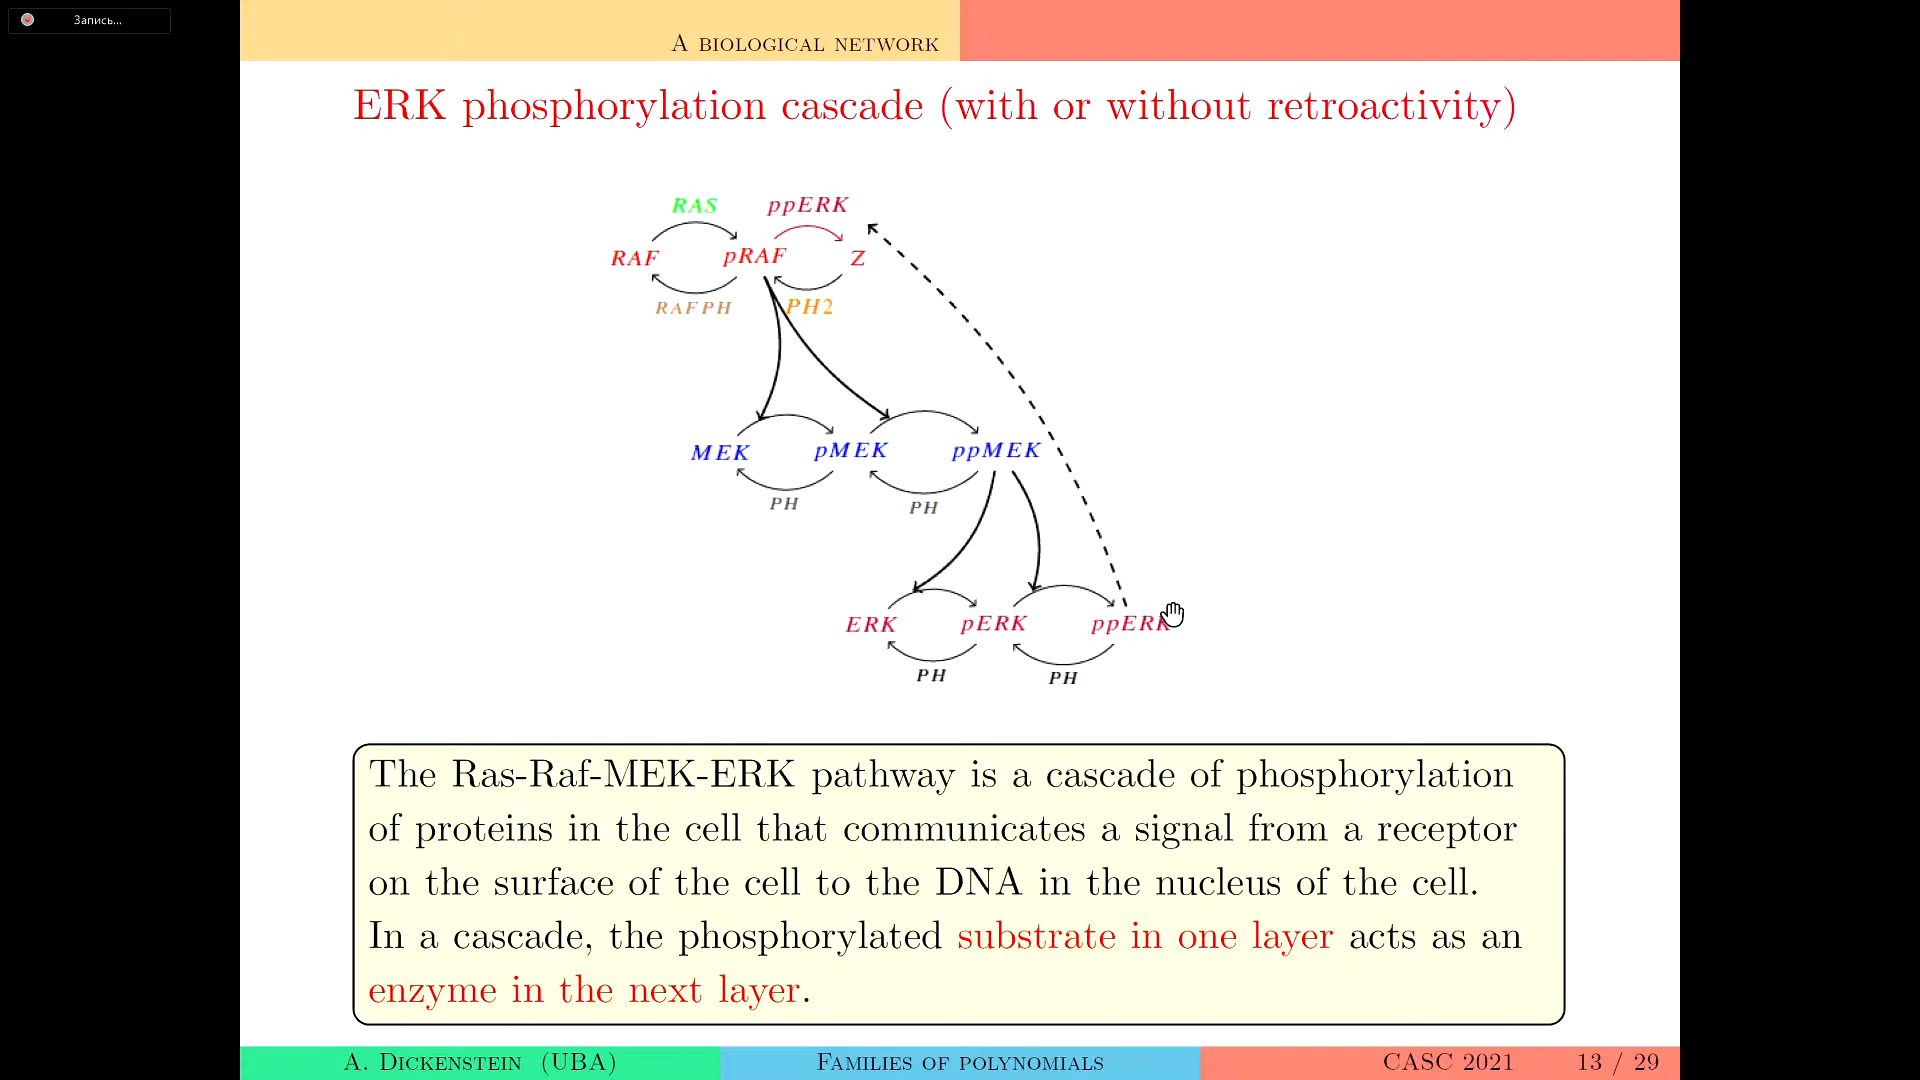 Запись...
A BIOLOGICAL NETWORK
ERK phosphorylation cascade (with or without retroactivity)
RAS ppERK
RAF pRAF Z
RAFPH PH2
MEK pMEK ppMEK
PH PH
ERK pERK ppERK
PH PH
The Ras-Raf-MEK-ERK pathway is a cascade of phosphorylation
of proteins in the cell that communicates a signal from a receptor
on the surface of the cell to the DNA in the nucleus of the cell.
In a cascade, the phosphorylated substrate in one layer acts as an
enzyme in the next layer.
A. DICKENSTEIN (UBA) FAMILIES OF POLYNOMIALS CASC 2021 13 / 29